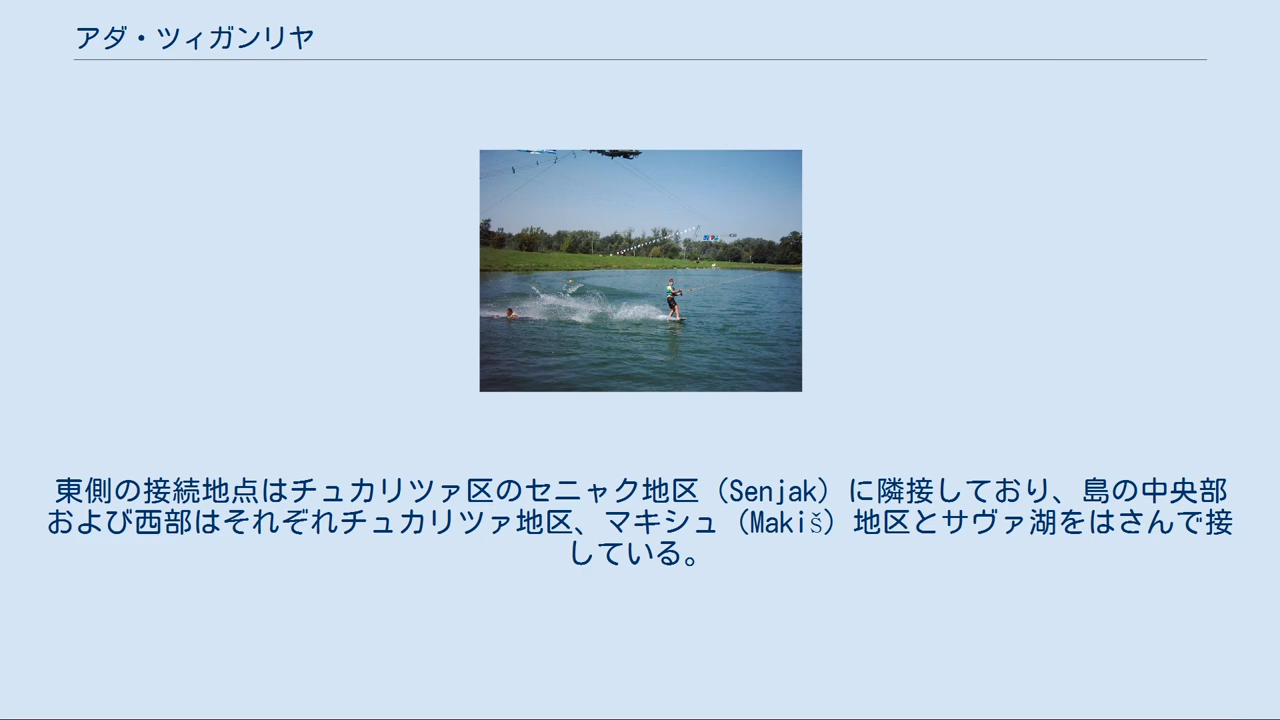 アダ・ツィガンリヤ
東側の接続地点はチュカリツァ区のセニャク地区（Senjak）に隣接しており、島の中央部
および西部はそれぞれチュカリツァ地区、マキシュ（Makiš）地区とサヴァ湖をはさんで接
している。